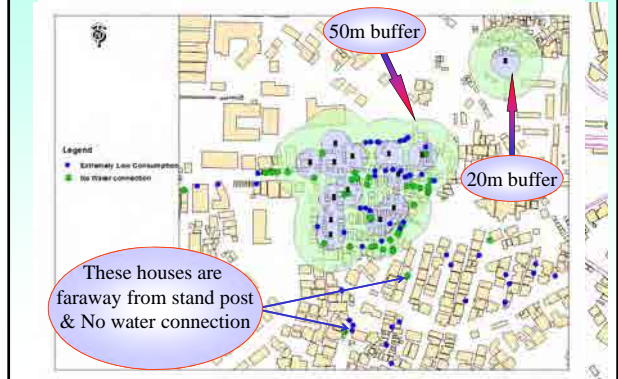 50m buffer
Legend
Extremely Low Consumption
No Water connection
20m buffer
These houses are
faraway from stand post
& No water connection